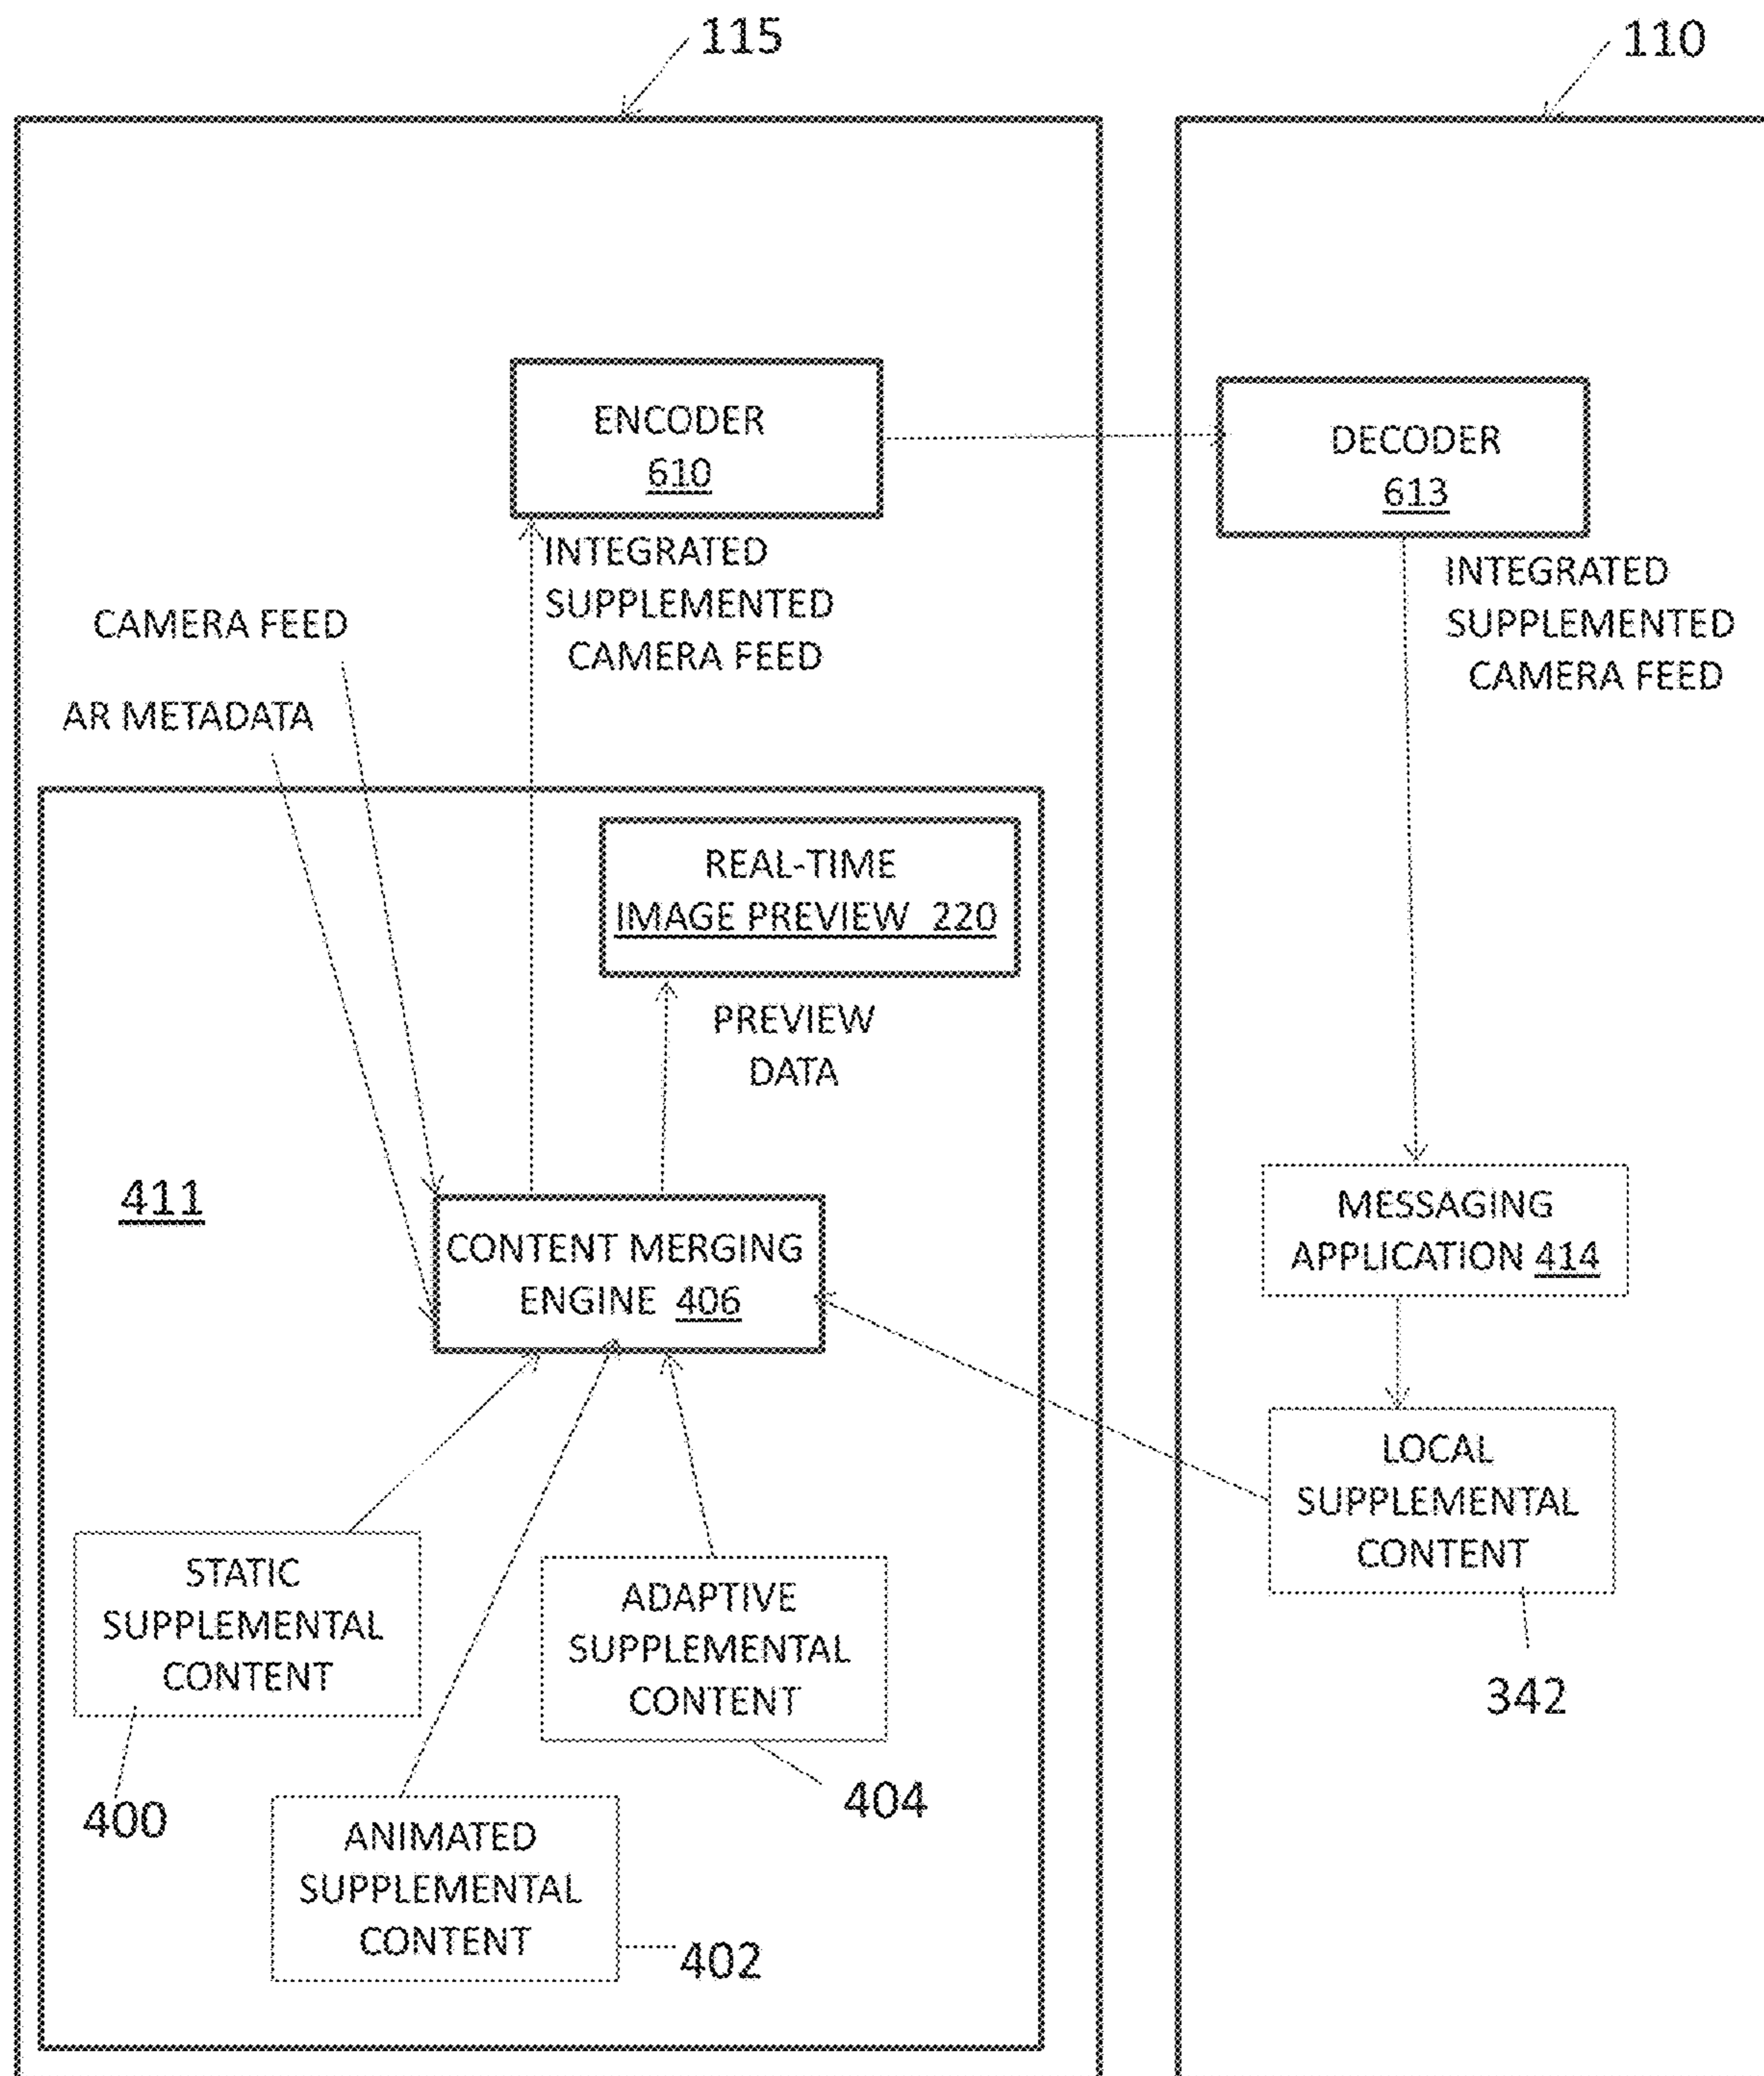 115
110
ENCODER
610
DECODER
613
INTEGRATED
SUPPLEMENTED
CAMERA FEED
INTEGRATED
SUPPLEMENTED
CAMERA FEED
CAMERA FEED
AR METADATA
REAL-TIME
IMAGE PREVIEW 220
PREVIEW
DATA
411
CONTENT MERGING
ENGINE 406
MESSAGING
APPLICATION 414
LOCAL
SUPPLEMENTAL
CONTENT
342
STATIC
SUPPLEMENTAL
CONTENT
400
ADAPTIVE
SUPPLEMENTAL
CONTENT
404
ANIMATED
SUPPLEMENTAL
CONTENT
402